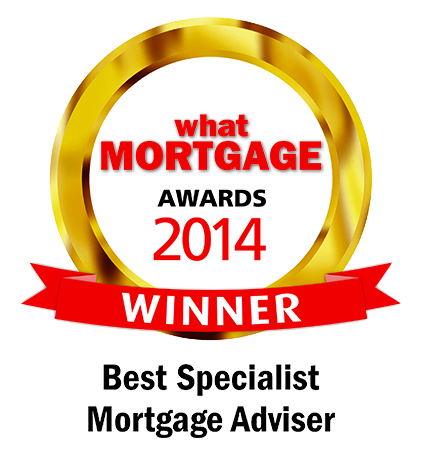 what
MORTGAGE
AWARDS
2014
WINNER
Best Specialist
Mortgage Adviser